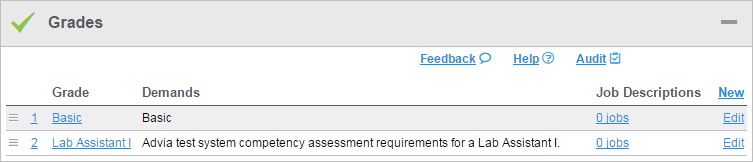 Grades
Feedback Help Audit
Grade Demands Job Descriptions New
1 Basic Basic 0 jobs Edit
2 Lab Assistant I Advia test system competency assessment requirements for a Lab Assistant I. 0 jobs Edit